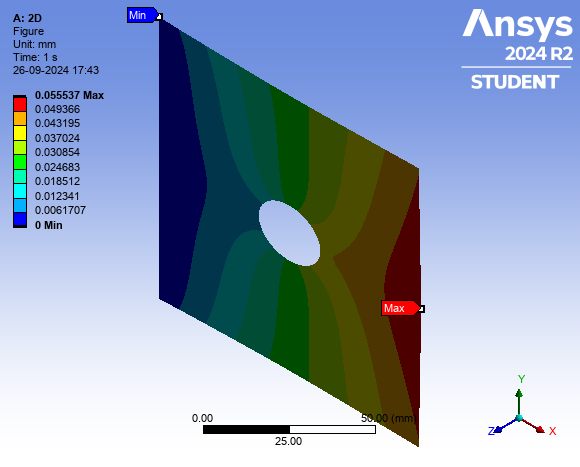 A: 2D
Figure
Unit: mm
Time: 1 s
26-09-2024 17:43
0.055537 Max
0.049366
0.043195
0.037024
0.030854
0.024683
0.018512
0.012341
0.0061707
0 Min
Min
Ansys
2024 R2
STUDENT
Max
0.00
50.00 (mm)
25.00
Y
Z
X